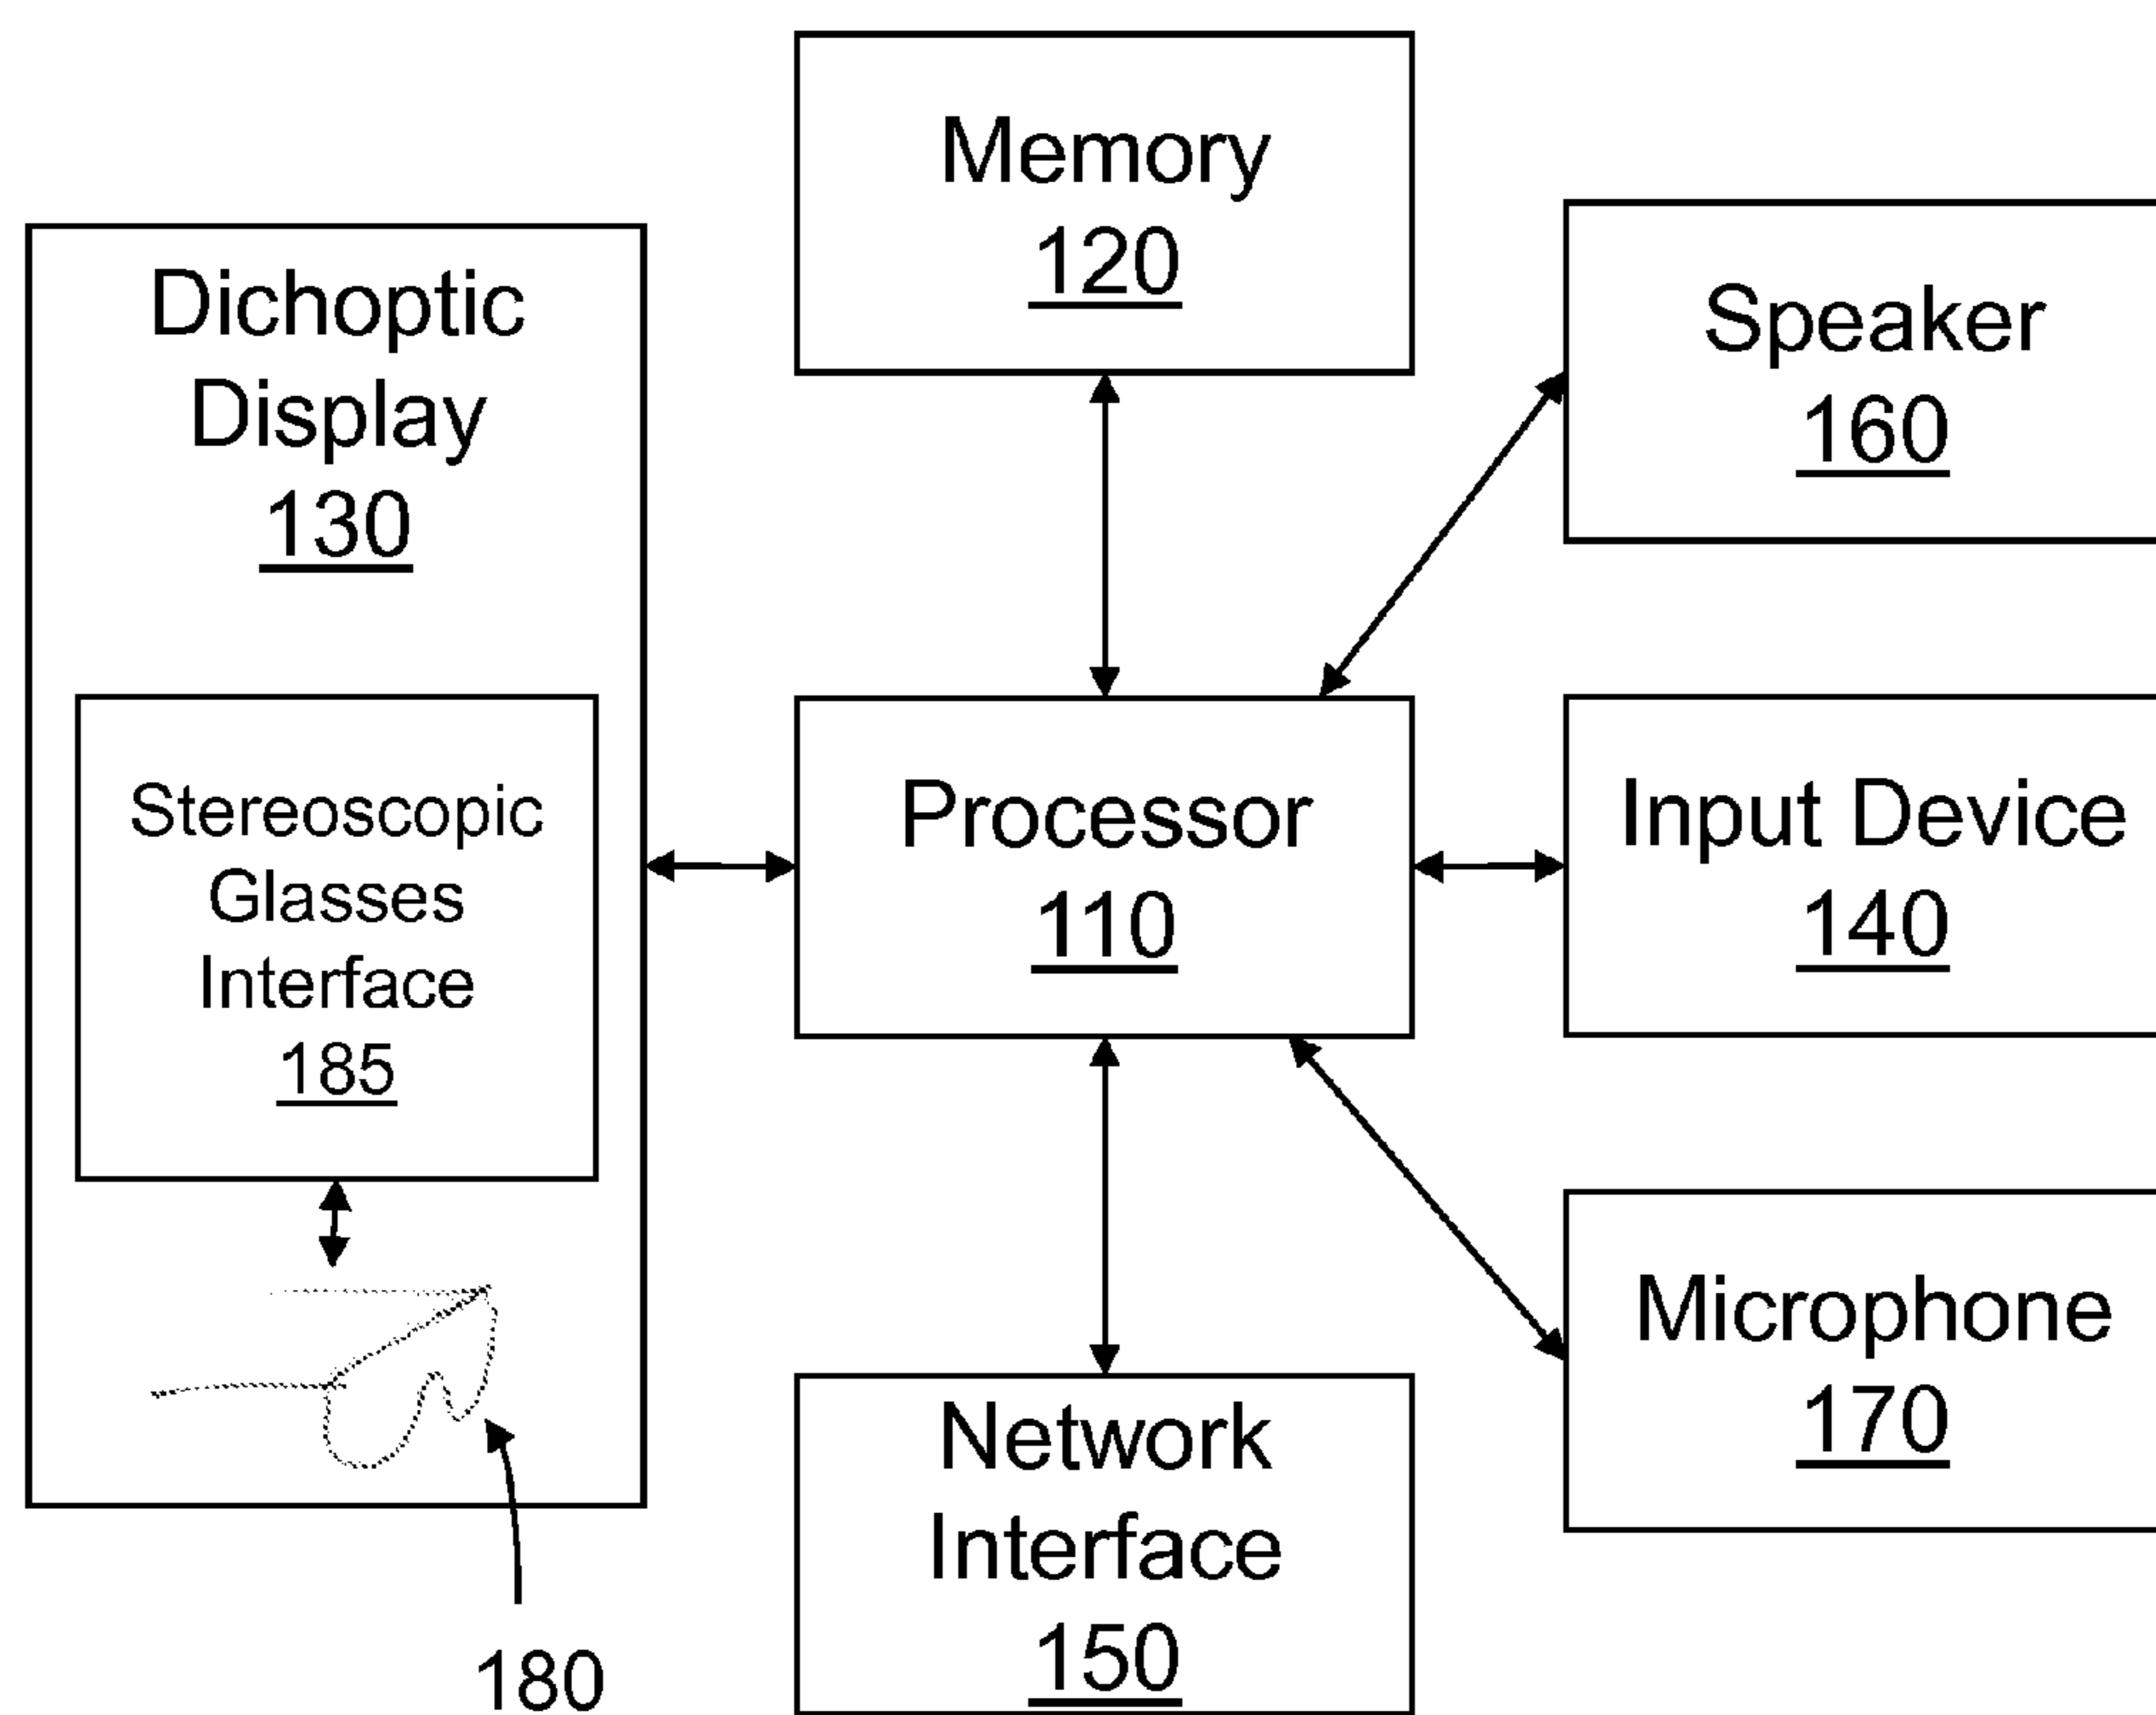 Memory
120
Dichoptic
Display
130
Speaker
160
Stereoscopic
Glasses
Interface
185
Processor
110
Input Device
140
Network
Interface
150
Microphone
170
180